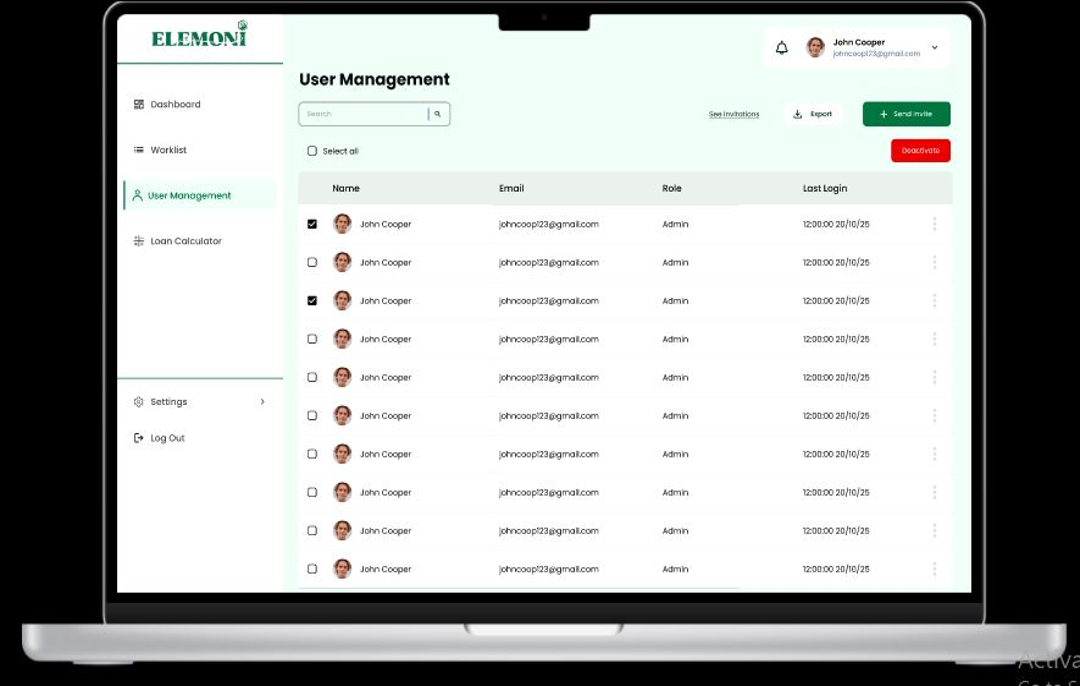 ELEMONI
John Cooper
johncoop123@gmail.com
User Management
Dashboard
Worklist
User Management
Loan Calculator
Settings
Log Out
Search
See Invitations
Export
Send Invite
Select all
Deactivate
Name Email Role Last Login
John Cooper johncoop123@gmail.com Admin 12:00:00 20/10/25
John Cooper johncoop123@gmail.com Admin 12:00:00 20/10/25
John Cooper johncoop123@gmail.com Admin 12:00:00 20/10/25
John Cooper johncoop123@gmail.com Admin 12:00:00 20/10/25
John Cooper johncoop123@gmail.com Admin 12:00:00 20/10/25
John Cooper johncoop123@gmail.com Admin 12:00:00 20/10/25
John Cooper johncoop123@gmail.com Admin 12:00:00 20/10/25
John Cooper johncoop123@gmail.com Admin 12:00:00 20/10/25
John Cooper johncoop123@gmail.com Admin 12:00:00 20/10/25
John Cooper johncoop123@gmail.com Admin 12:00:00 20/10/25
Activa